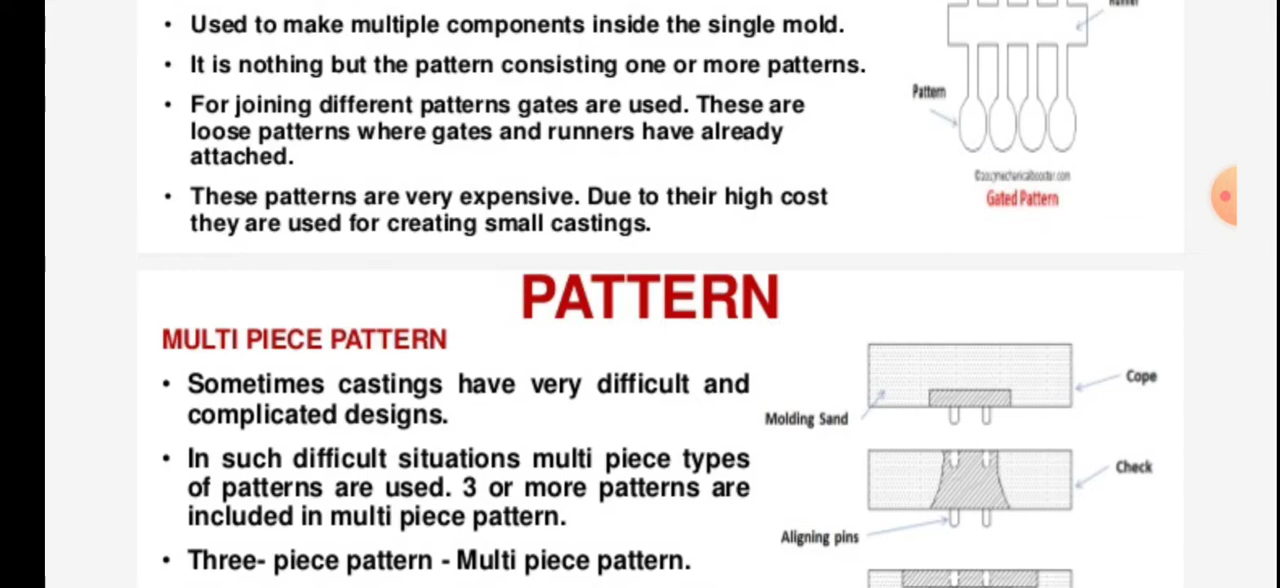 • Used to make multiple components inside the single mold.
• It is nothing but the pattern consisting one or more patterns.
• For joining different patterns gates are used. These are
loose patterns where gates and runners have already
attached.
• These patterns are very expensive. Due to their high cost
they are used for creating small castings.
Pattern
Gated Pattern
PATTERN
MULTI PIECE PATTERN
• Sometimes castings have very difficult and
complicated designs.
• In such difficult situations multi piece types
of patterns are used. 3 or more patterns are
included in multi piece pattern.
• Three- piece pattern - Multi piece pattern.
Cope
Molding Sand
Check
Aligning pins